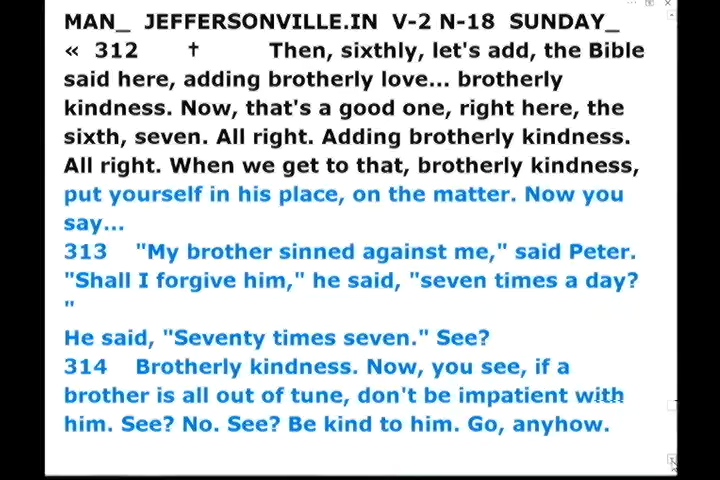 MAN_ JEFFERSONVILLE.IN V-2 N-18 SUNDAY_
« 312 † Then, sixthly, let's add, the Bible
said here, adding brotherly love... brotherly
kindness. Now, that's a good one, right here, the
sixth, seven. All right. Adding brotherly kindness.
All right. When we get to that, brotherly kindness,
put yourself in his place, on the matter. Now you
say...
313 "My brother sinned against me," said Peter.
"Shall I forgive him," he said, "seven times a day?
"
He said, "Seventy times seven." See?
314 Brotherly kindness. Now, you see, if a
brother is all out of tune, don't be impatient with
him. See? No. See? Be kind to him. Go, anyhow.